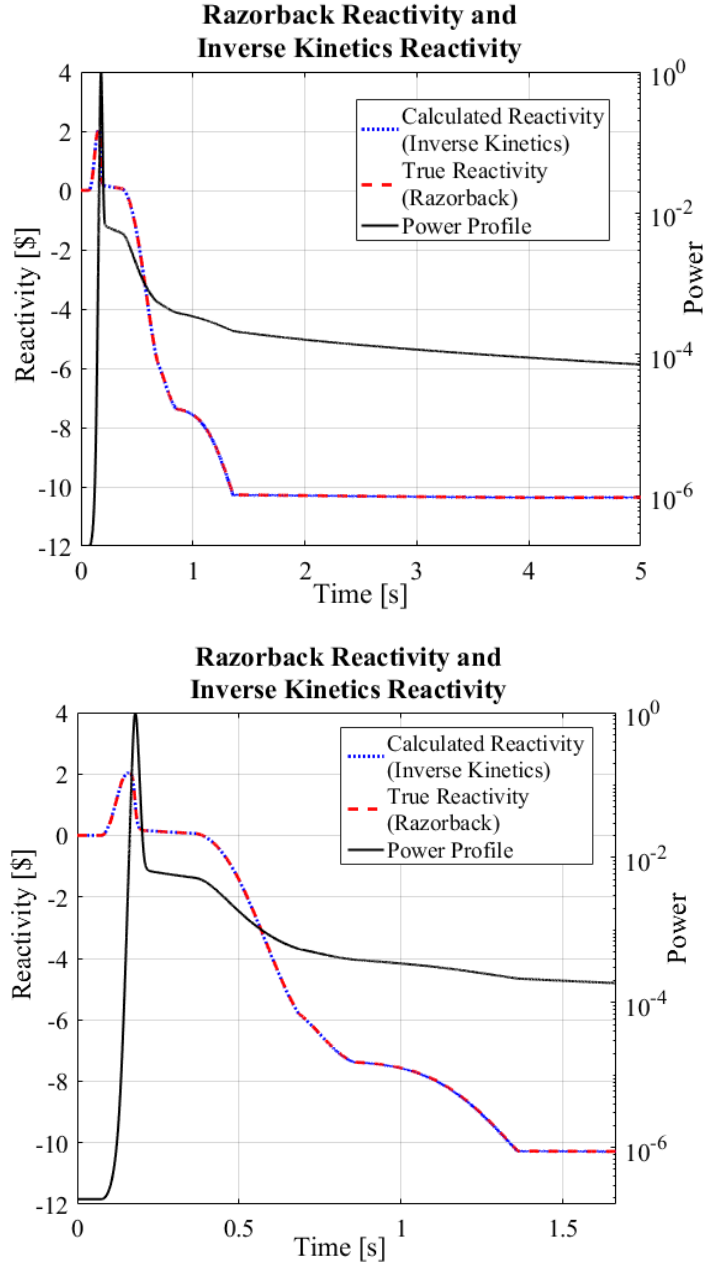 Razorback Reactivity and
Inverse Kinetics Reactivity
4
2
0
-2
-4
-6
-8
-10
-12
Reactivity [$]
Calculated Reactivity
(Inverse Kinetics)
True Reactivity
(Razorback)
Power Profile
10^0
10^-2
10^-4
10^-6
Power
0 1 2 3 4 5
Time [s]
Razorback Reactivity and
Inverse Kinetics Reactivity
4
2
0
-2
-4
-6
-8
-10
-12
Reactivity [$]
Calculated Reactivity
(Inverse Kinetics)
True Reactivity
(Razorback)
Power Profile
10^0
10^-2
10^-4
10^-6
Power
0 0.5 1 1.5
Time [s]